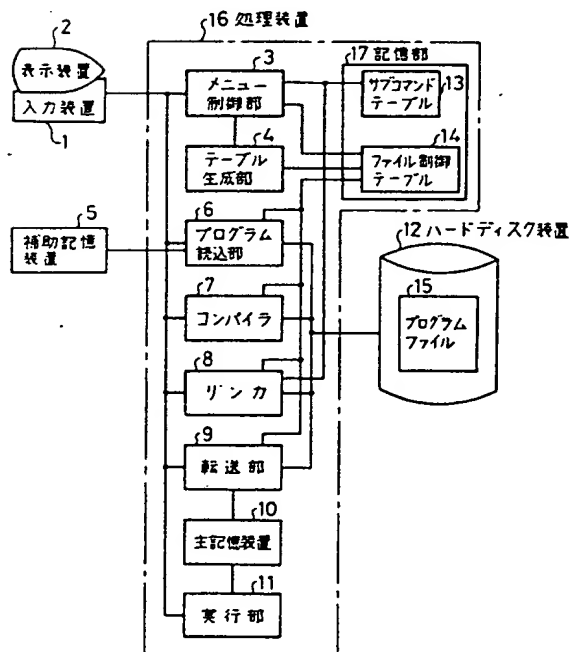 16 処理装置
2
表示装置
入力装置
1
3
メニュー
制御部
17 記憶部
サブコマンド
テーブル
13
4
テーブル
生成部
14
ファイル制御
テーブル
5
補助記憶
装置
6
プログラム
読込部
12 ハードディスク装置
15
プログラム
ファイル
7
コンパイラ
8
リンカ
9
転送部
10
主記憶装置
11
実行部